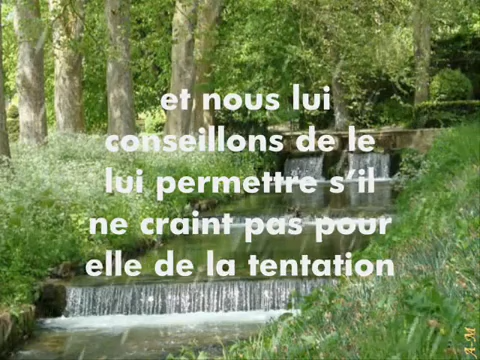 et nous lui
conseillons de le
lui permettre s'il
ne craint pas pour
elle de la tentation
W A